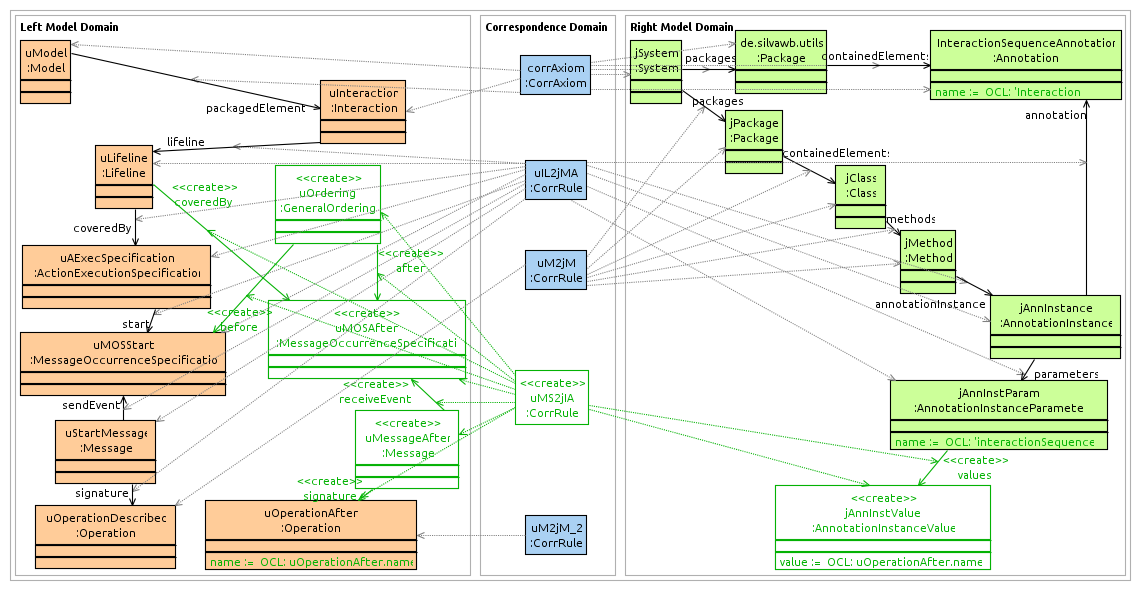 Left Model Domain
Correspondence Domain
Right Model Domain
uModel
:Model
packagedElement
uInteraction
:Interaction
lifeline
uLifeline
:Lifeline
<<create>>
coveredBy
<<create>>
uOrdering
:GeneralOrdering
coveredBy
<<create>>
after
uAExecSpecification
:ActionExecutionSpecification
start
<<create>>
before
<<create>>
uMOSAfter
:MessageOccurrenceSpecificati
uMOSStart
:MessageOccurrenceSpecificatio
sendEvent
<<create>>
receiveEvent
uStartMessage
:Message
<<create>>
uMessageAfter
:Message
signature
<<create>>
signature
uOperationDescribed
:Operation
uOperationAfter
:Operation
name := OCL: uOperationAfter.name
corrAxiom
:CorrAxiom
uIL2jMA
:CorrRule
uM2jM
:CorrRule
<<create>>
uMS2jIA
:CorrRule
uM2jM_2
:CorrRule
jSystem
:System
packages
de.silvawb.utils
:Package
containedElements
InteractionSequenceAnnotation
:Annotation
name := OCL: 'Interaction
packages
annotation
jPackage
:Package
containedElements
jClass
:Class
methods
jMethod
:Method
annotationInstance
jAnnInstance
:AnnotationInstance
parameters
jAnnInstParam
:AnnotationInstanceParamete
name := OCL: 'interactionSequence
<<create>>
values
<<create>>
jAnnInstValue
:AnnotationInstanceValue
value := OCL: uOperationAfter.name